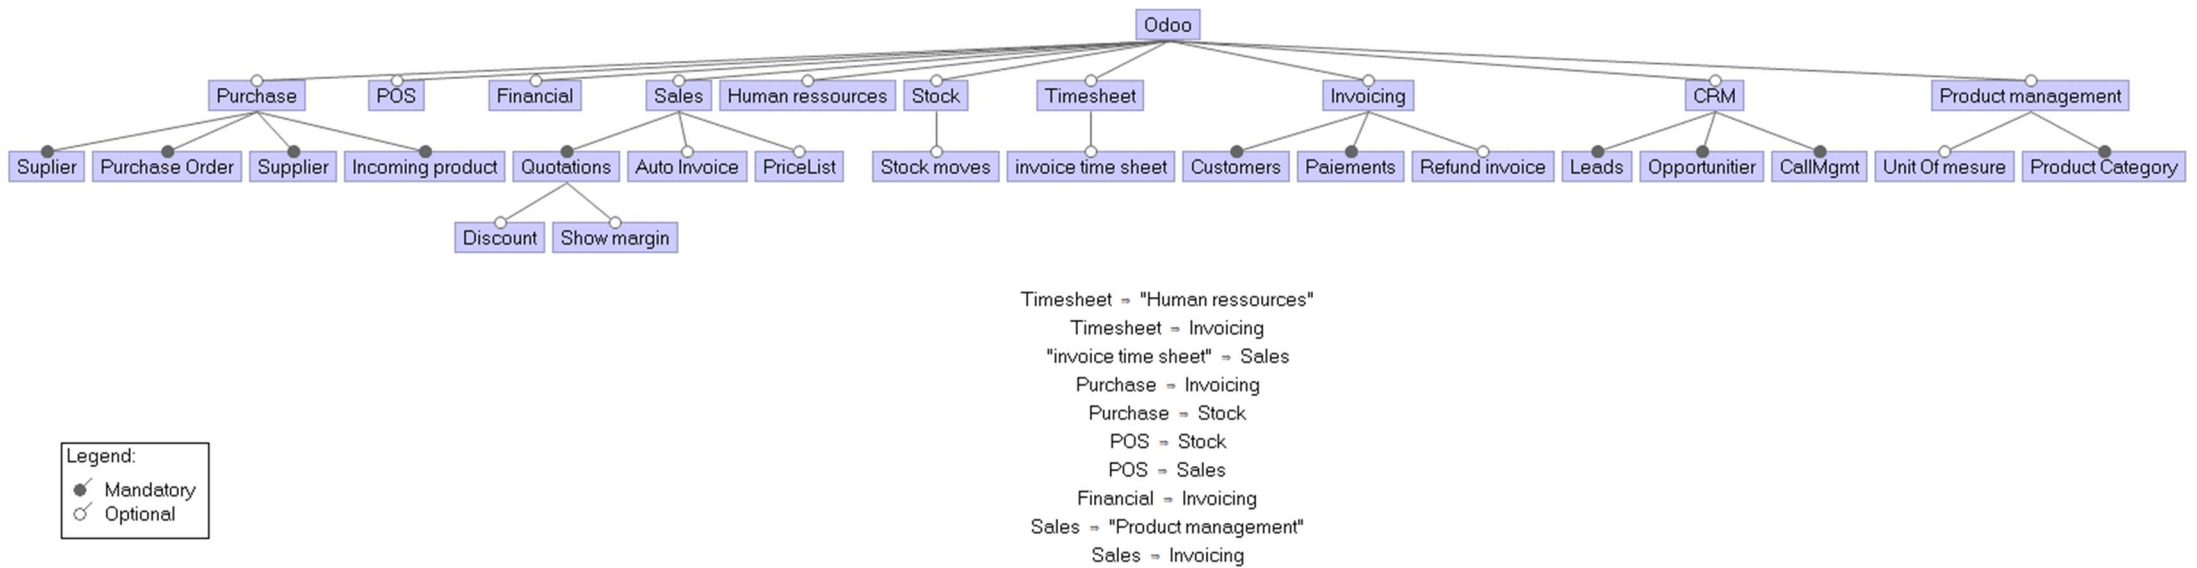 Odoo
Purchase POS Financial Sales Human ressources Stock Timesheet Invoicing CRM Product management
Suplier Purchase Order Supplier Incoming product Quotations Auto Invoice PriceList Stock moves invoice time sheet Customers Paiements Refund invoice Leads Opportunitier CallMgmt Unit Of mesure Product Category
Discount Show margin
Timesheet ⇒ "Human ressources"
Timesheet ⇒ Invoicing
"invoice time sheet" ⇒ Sales
Purchase ⇒ Invoicing
Purchase ⇒ Stock
POS ⇒ Stock
POS ⇒ Sales
Financial ⇒ Invoicing
Sales ⇒ "Product management"
Sales ⇒ Invoicing
Legend:
Mandatory
Optional